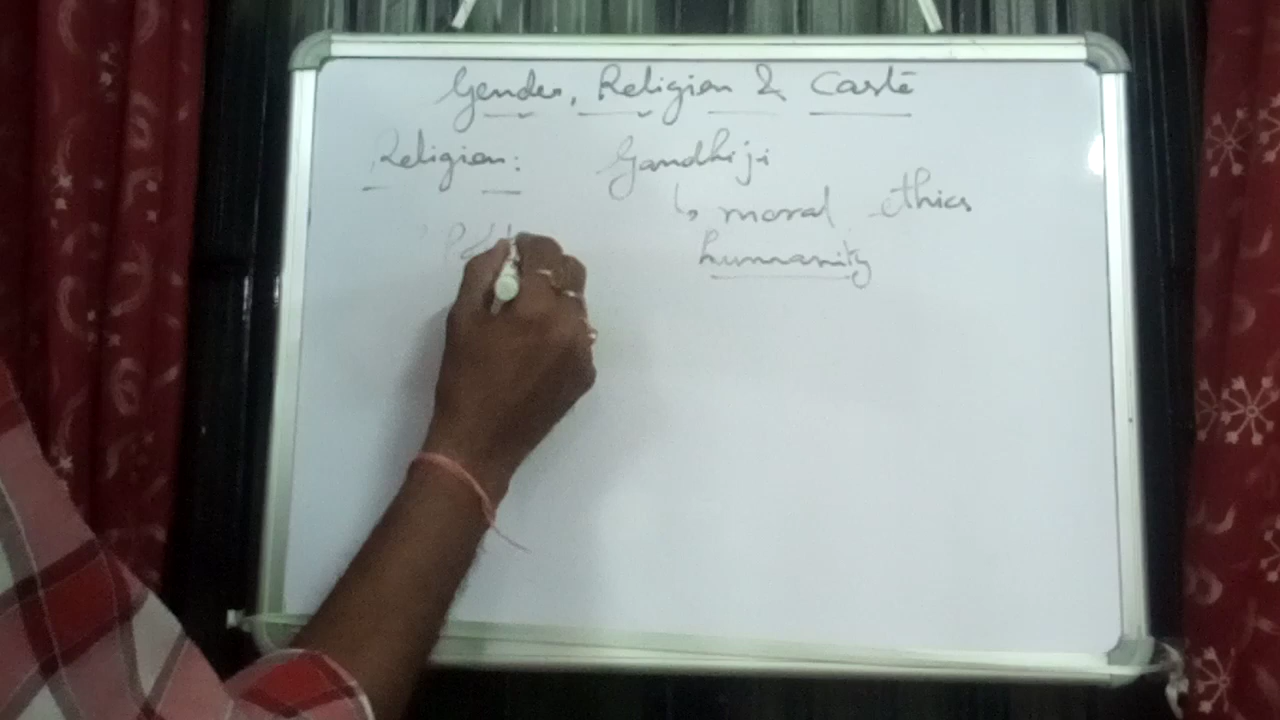 Gender, Religion & Caste
Religion: Gandhiji
↳ moral ethics
humanity